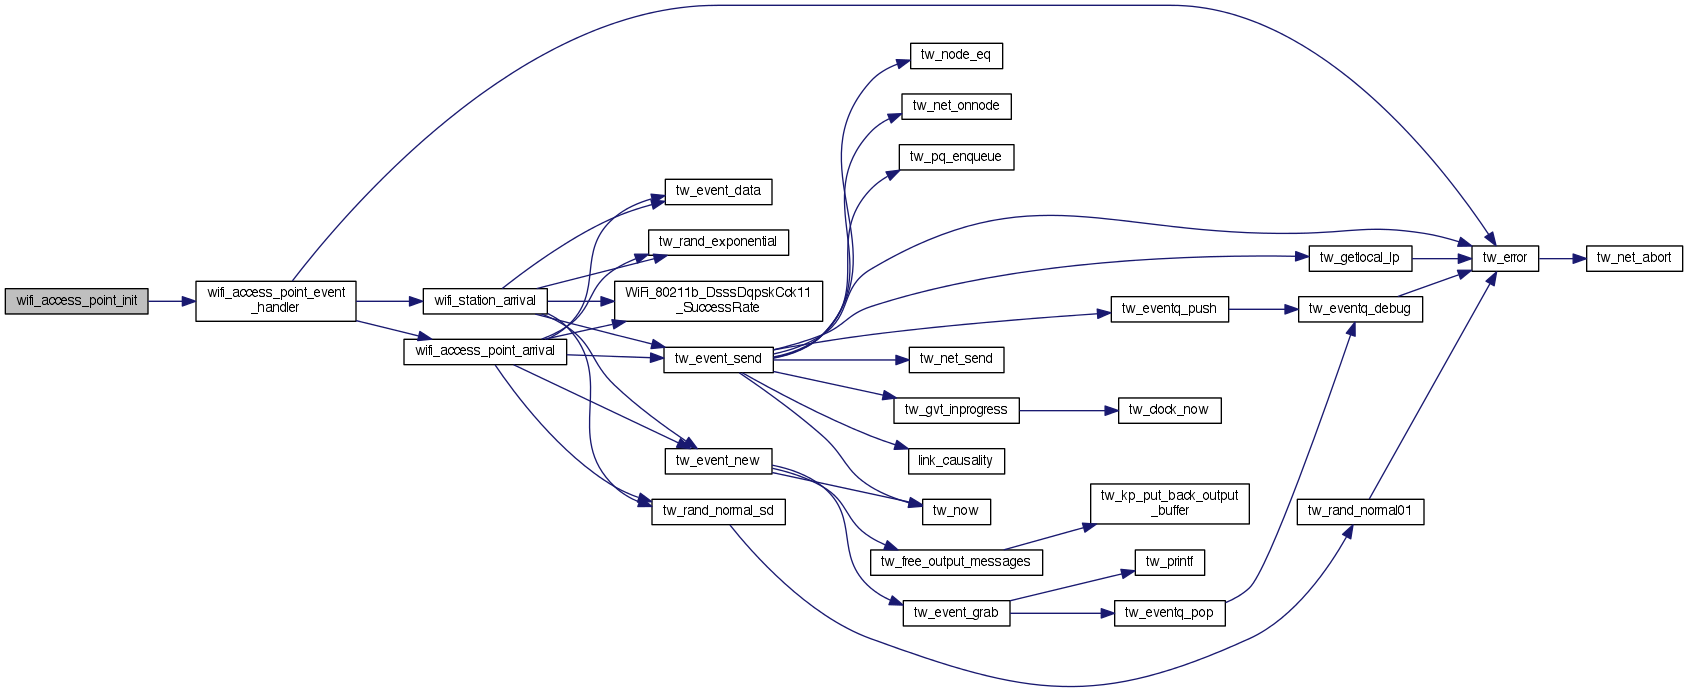 wifi_access_point_init
wifi_access_point_event
_handler
wifi_station_arrival
wifi_access_point_arrival
tw_event_data
tw_rand_exponential
WiFi_80211b_DsssDqpskCck11
_SuccessRate
tw_event_send
tw_event_new
tw_rand_normal_sd
tw_node_eq
tw_net_onnode
tw_pq_enqueue
tw_net_send
tw_gvt_inprogress
link_causality
tw_now
tw_free_output_messages
tw_event_grab
tw_eventq_push
tw_clock_now
tw_kp_put_back_output
_buffer
tw_printf
tw_eventq_pop
tw_getlocal_lp
tw_eventq_debug
tw_rand_normal01
tw_error
tw_net_abort